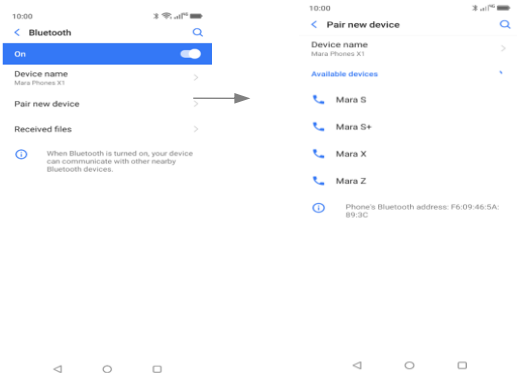 10:00
Bluetooth
On
Device name
Mara Phones X1
Pair new device
Received files
When Bluetooth is turned on, your device
can communicate with other nearby
Bluetooth devices.
10:00
Pair new device
Device name
Mara Phones X1
Available devices
Mara S
Mara S+
Mara X
Mara Z
Phone's Bluetooth address: F6:09:46:5A:
89:3C